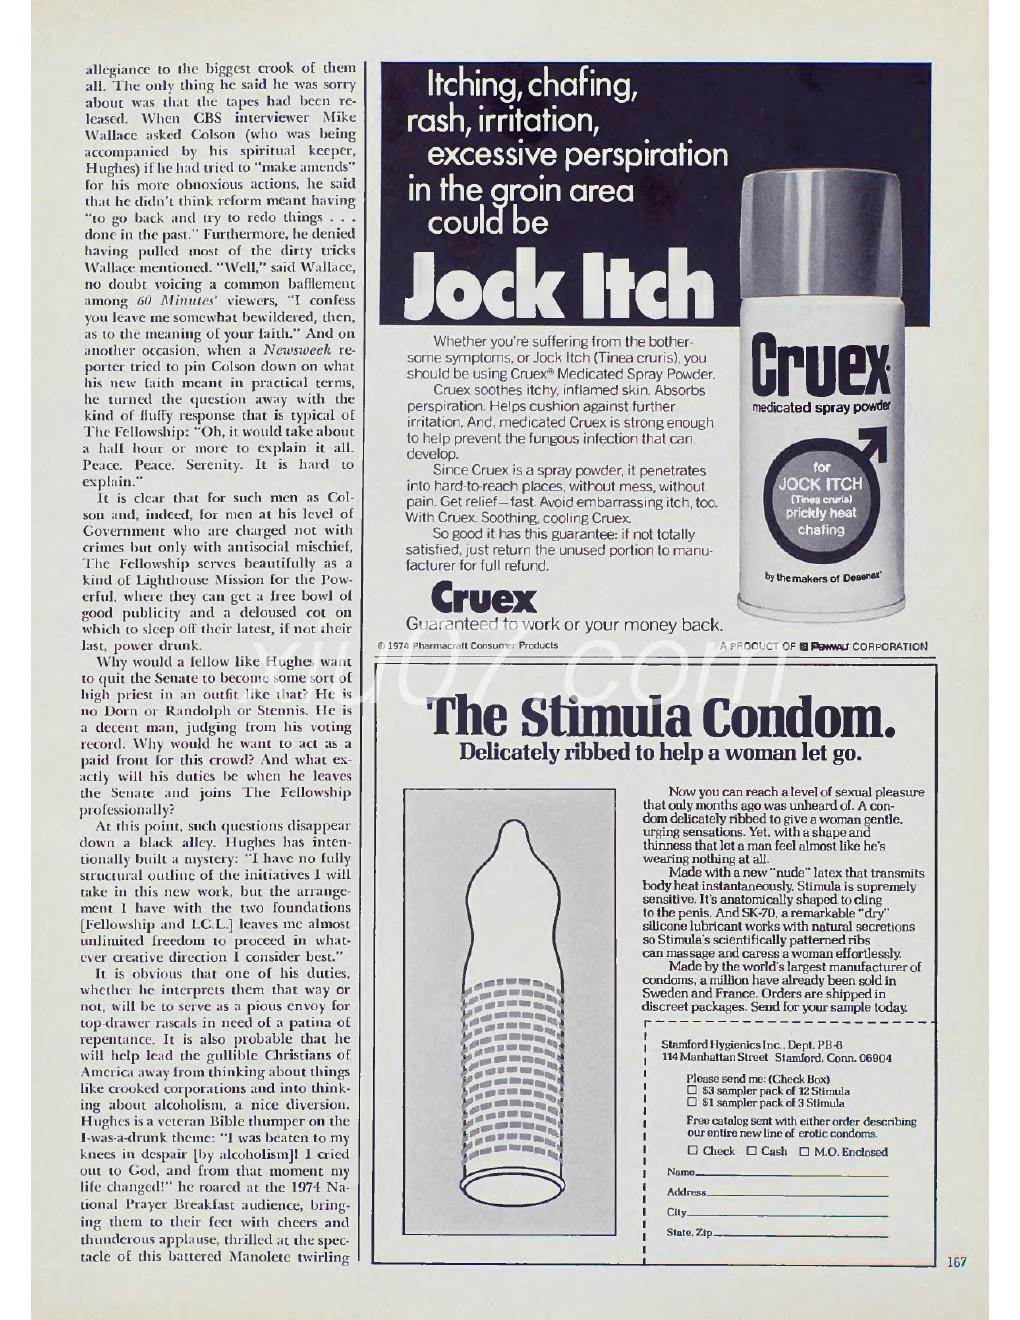 allegiance to the biggest crook of them
all. The only thing he said he was sorry
about was that the tapes had been re-
leased. When CBS interviewer Mike
Wallace asked Colson (who was being
accompanied by his spiritual keeper,
Hughes) if he had tried to "make amends"
for his more obnoxious actions, he said
that he didn't think reform meant having
"to go back and try to redo things . . .
done in the past." Furthermore, he denied
having pulled most of the dirty tricks
Wallace mentioned. "Well," said Wallace,
no doubt voicing a common bafflement
among 60 Minutes' viewers, "I confess
you leave me somewhat bewildered, then,
as to the meaning of your faith." And on
another occasion, when a Newsweek re-
porter tried to pin Colson down on what
his new faith meant in practical terms,
he turned the question away with the
kind of fluffy response that is typical of
The Fellowship: "Oh, it would take about
a half hour or more to explain it all.
Peace. Peace. Serenity. It is hard to
explain."
It is clear that for such men as Col-
son and, indeed, for men at his level of
Government who are charged not with
crimes but only with antisocial mischief,
The Fellowship serves beautifully as a
kind of Lighthouse Mission for the Pow-
erful, where they can get a free bowl of
good publicity and a deloused cot on
which to sleep off their latest, if not their
last, power drunk.
Why would a fellow like Hughes want
to quit the Senate to become some sort of
high priest in an outfit like that? He is
no Dorn or Randolph or Stennis. He is
a decent man, judging from his voting
record. Why would he want to act as a
paid front for this crowd? And what ex-
actly will his duties be when he leaves
the Senate and joins The Fellowship
professionally?
At this point, such questions disappear
down a black alley. Hughes has inten-
tionally built a mystery: "I have no fully
structural outline of the initiatives I will
take in this new work, but the arrange-
ment I have with the two foundations
[Fellowship and I.C.L.] leaves me almost
unlimited freedom to proceed in what-
ever creative direction I consider best."
It is obvious that one of his duties,
whether he interprets them that way or
not, will be to serve as a pious envoy for
top-drawer rascals in need of a patina of
repentance. It is also probable that he
will help lead the gullible Christians of
America away from thinking about things
like crooked corporations and into think-
ing about alcoholism, a nice diversion.
Hughes is a veteran Bible thumper on the
I-was-a-drunk theme: "I was beaten to my
knees in despair [by alcoholism]! I cried
out to God, and from that moment my
life changed!" he roared at the 1974 Na-
tional Prayer Breakfast audience, bring-
ing them to their feet with cheers and
thunderous applause, thrilled at the spec-
tacle of this battered Manolete twirling
Itching, chafing,
rash, irritation,
excessive perspiration
in the groin area
could be
Jock Itch
Whether you're suffering from the bother-
some symptoms, or Jock Itch (Tinea cruris), you
should be using Cruex® Medicated Spray Powder.
Cruex soothes itchy, inflamed skin. Absorbs
perspiration. Helps cushion against further
irritation. And, medicated Cruex is strong enough
to help prevent the fungous infection that can
develop.
Since Cruex is a spray powder, it penetrates
into hard-to-reach places, without mess, without
pain. Get relief—fast. Avoid embarrassing itch, too.
With Cruex. Soothing, cooling Cruex.
So good it has this guarantee: if not totally
satisfied, just return the unused portion to manu-
facturer for full refund.
Cruex
Guaranteed to work or your money back.
© 1974 Pharmacraft Consumer Products
A PRODUCT OF PENNWALT CORPORATION
Cruex
medicated spray powder
for
JOCK ITCH
(Tinea cruris)
prickly heat
chafing
by the makers of Desenex®
xiu07.com
The Stimula Condom.
Delicately ribbed to help a woman let go.
Now you can reach a level of sexual pleasure
that only months ago was unheard of. A con-
dom delicately ribbed to give a woman gentle,
urging sensations. Yet, with a shape and
thinness that let a man feel almost like he's
wearing nothing at all.
Made with a new "nude" latex that transmits
body heat instantaneously, Stimula is supremely
sensitive. It's anatomically shaped to cling
to the penis. And SK-70, a remarkable "dry"
silicone lubricant works with natural secretions
so Stimula's scientifically patterned ribs
can massage and caress a woman effortlessly.
Made by the world's largest manufacturer of
condoms, a million have already been sold in
Sweden and France. Orders are shipped in
discreet packages. Send for your sample today.
Stamford Hygienics Inc., Dept. PB-6
114 Manhattan Street Stamford, Conn. 06904
Please send me: (Check Box)
☐ $3 sampler pack of 12 Stimula
☐ $1 sampler pack of 3 Stimula
Free catalog sent with either order describing
our entire new line of erotic condoms.
☐ Check ☐ Cash ☐ M.O. Enclosed
Name
Address
City
State, Zip
167